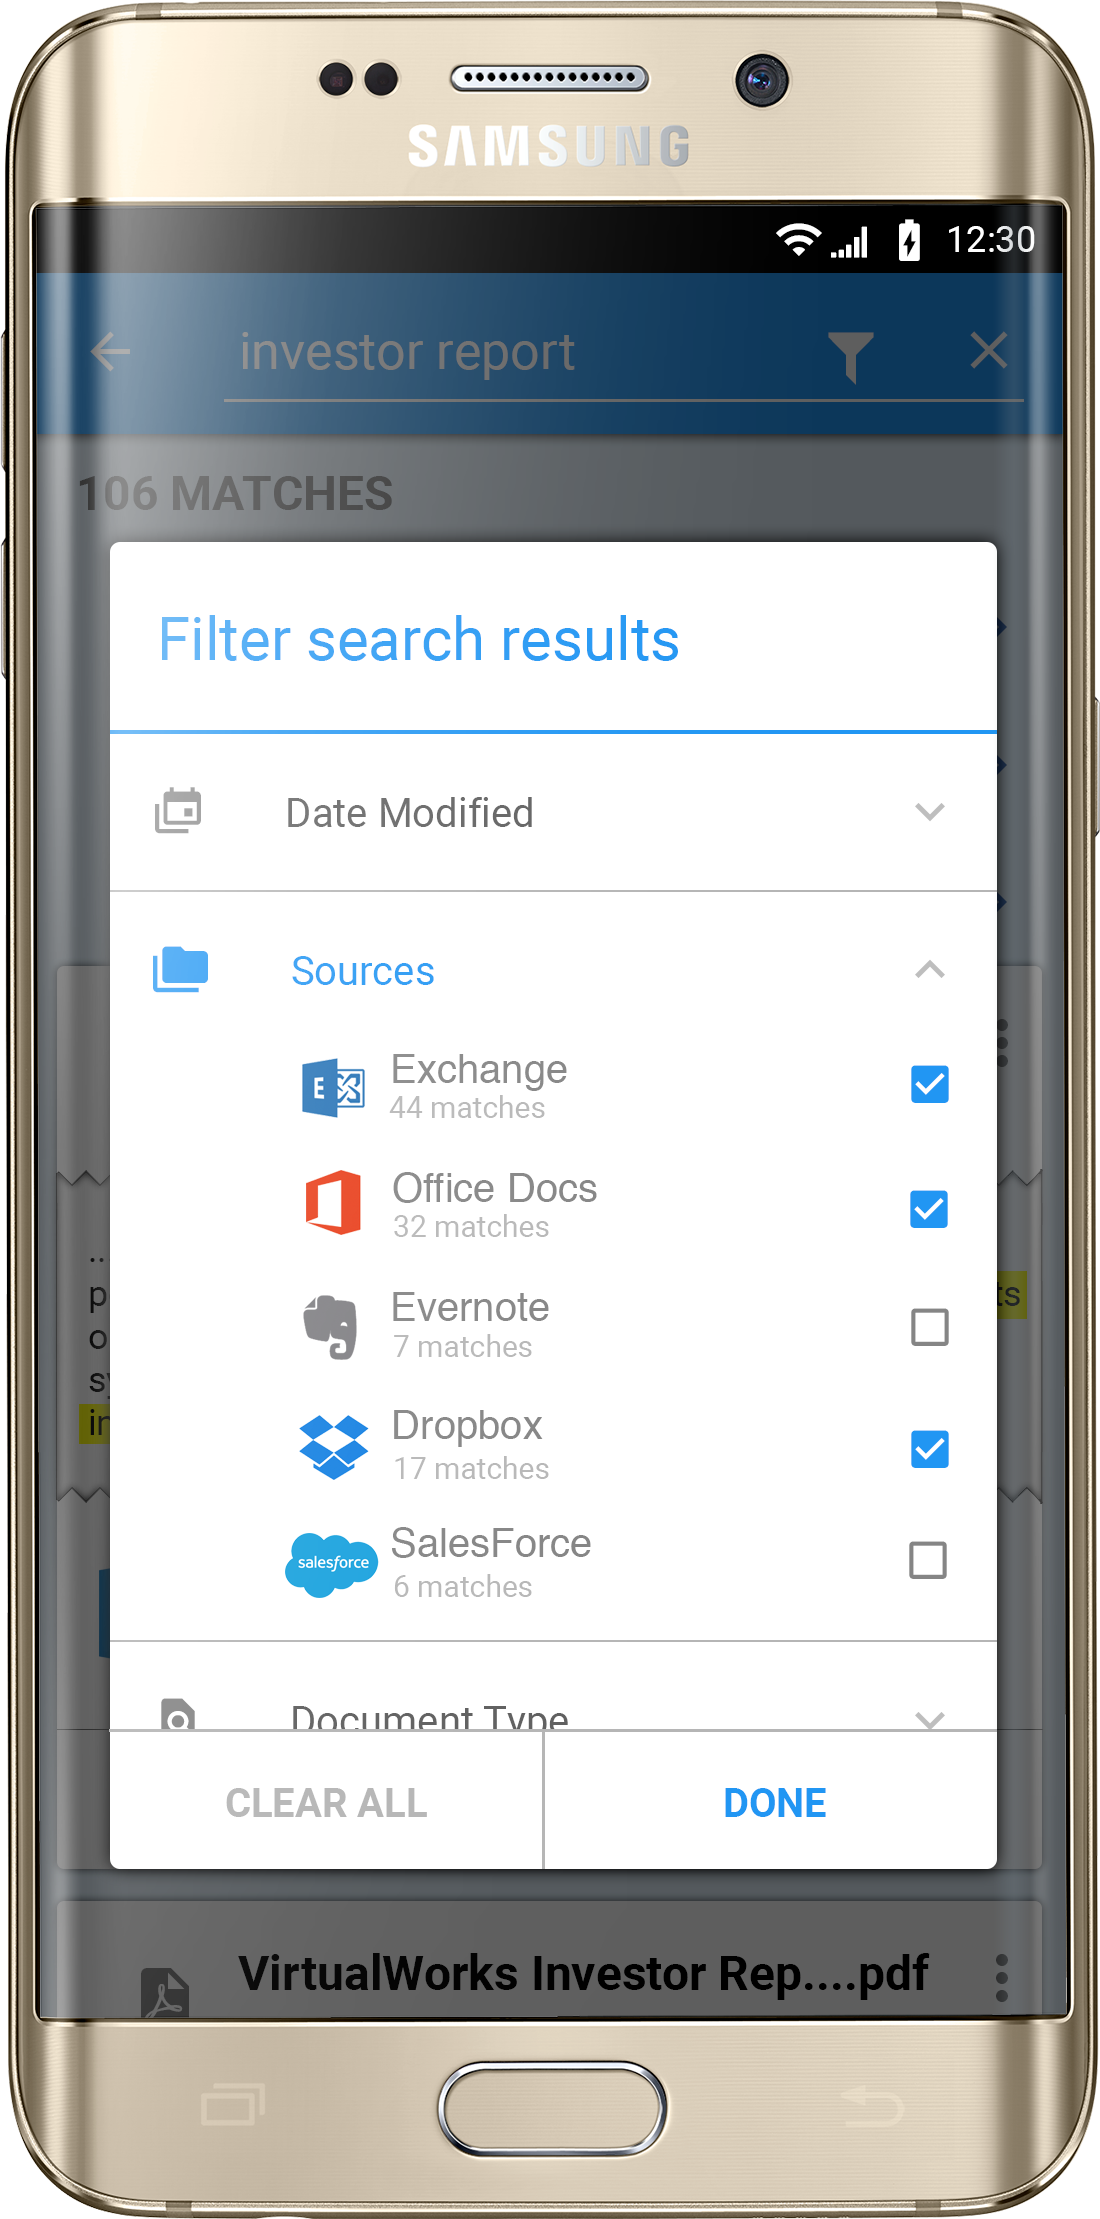 SAMSUNG
12:30
investor report
106 MATCHES
Filter search results
Date Modified
Sources
E
Exchange
44 matches
Office Docs
32 matches
Evernote
7 matches
Dropbox
17 matches
salesforce
SalesForce
6 matches
Document Type
CLEAR ALL
DONE
VirtualWorks Investor Rep....pdf